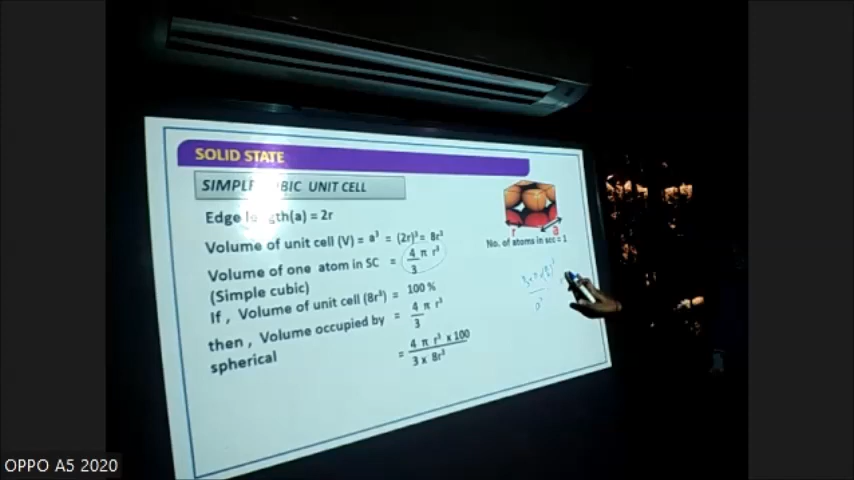 SOLID STATE
SIMPLE CUBIC UNIT CELL
Edge length(a) = 2r
Volume of unit cell (V) = a³ = (2r)³ = 8r³
Volume of one atom in SC = 4/3 π r³
(Simple cubic)
If , Volume of unit cell (8r³) = 100 %
then, Volume occupied by = 4/3 π r³
spherical
= 4 π r³ x 100 / 3 x 8r³
r a
No. of atoms in scc = 1
a³
OPPO A5 2020